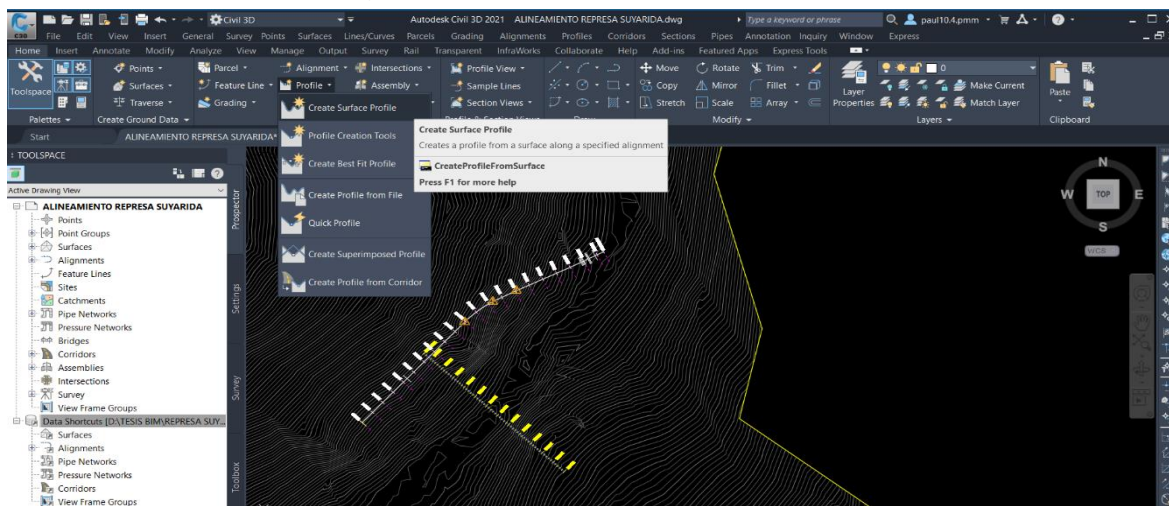 Civil 3D
Autodesk Civil 3D 2021 ALINEAMIENTO REPRESA SUYARIDA.dwg
Type a keyword or phrase
paul10.4.pmm
C3D File Edit View Insert General Survey Points Surfaces Lines/Curves Parcels Grading Alignments Profiles Corridors Sections Pipes Annotation Inquiry Window Express
Home Insert Annotate Modify Analyze View Manage Output Survey Rail Transparent InfraWorks Collaborate Help Add-ins Featured Apps Express Tools
Toolspace
Points
Parcel
Alignment
Intersections
Profile View
Move
Rotate
Trim
0
Surfaces
Feature Line
Profile
Assembly
Sample Lines
Copy
Mirror
Fillet
Make Current
Traverse
Grading
Section Views
Stretch
Scale
Array
Layer Properties
Match Layer
Paste
Palettes
Create Ground Data
Modify
Layers
Clipboard
Start
ALINEAMIENTO REPRESA SUYARIDA*
Create Surface Profile
Profile Creation Tools
Create Best Fit Profile
Create Profile from File
Quick Profile
Create Superimposed Profile
Create Profile from Corridor
Create Surface Profile
Creates a profile from a surface along a specified alignment
CreateProfileFromSurface
Press F1 for more help
TOOLSPACE
Active Drawing View
ALINEAMIENTO REPRESA SUYARIDA
Points
Point Groups
Surfaces
Alignments
Feature Lines
Sites
Catchments
Pipe Networks
Pressure Networks
Bridges
Corridors
Assemblies
Intersections
Survey
View Frame Groups
Data Shortcuts [D:\TESIS BIM\REPRESA SUY...
Surfaces
Alignments
Pipe Networks
Pressure Networks
Corridors
View Frame Groups
Prospector
Settings
Survey
Toolbox
N
W
TOP
E
S
WCS